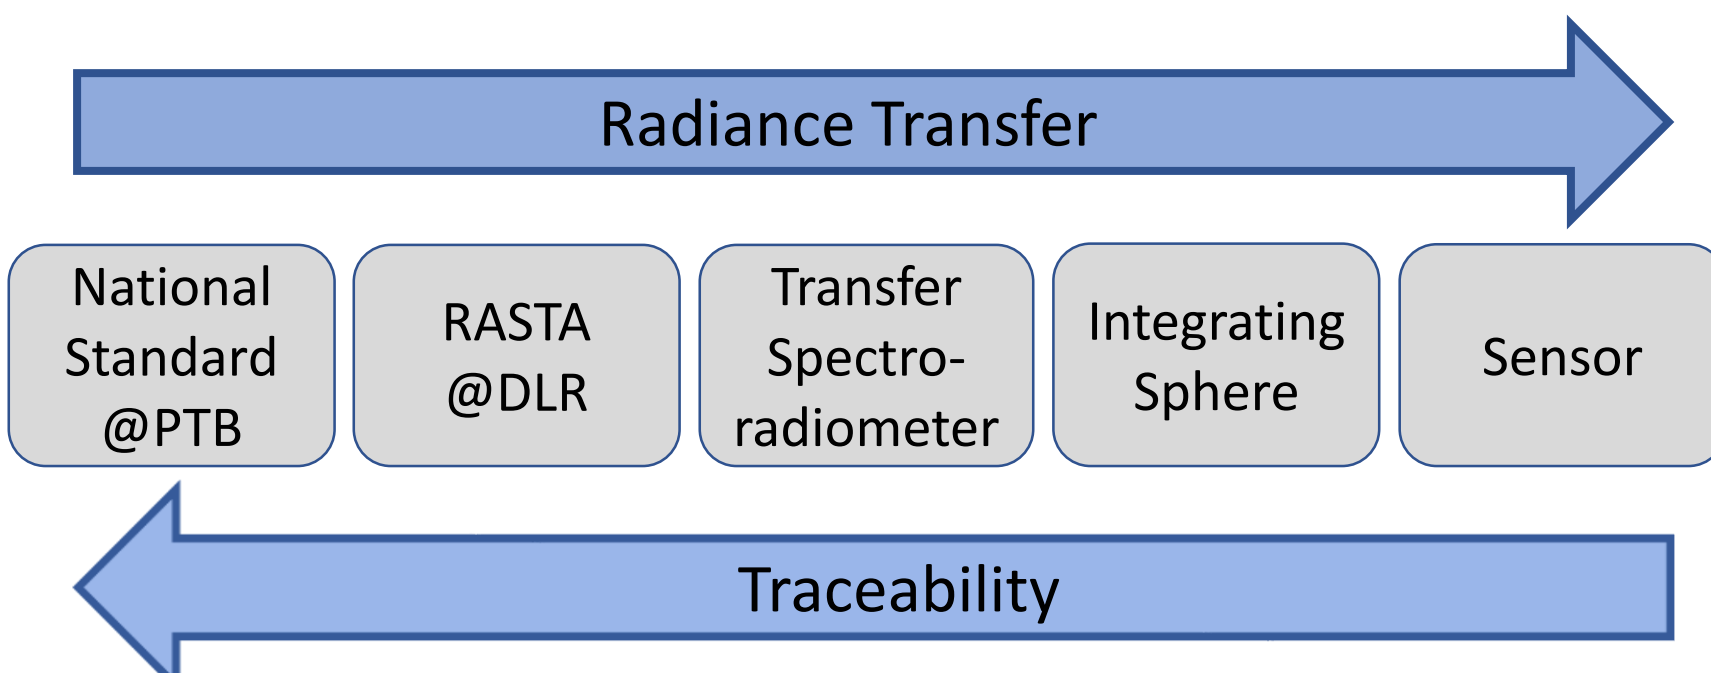 Radiance Transfer
National
Standard
@PTB
RASTA
@DLR
Transfer
Spectro-
radiometer
Integrating
Sphere
Sensor
Traceability